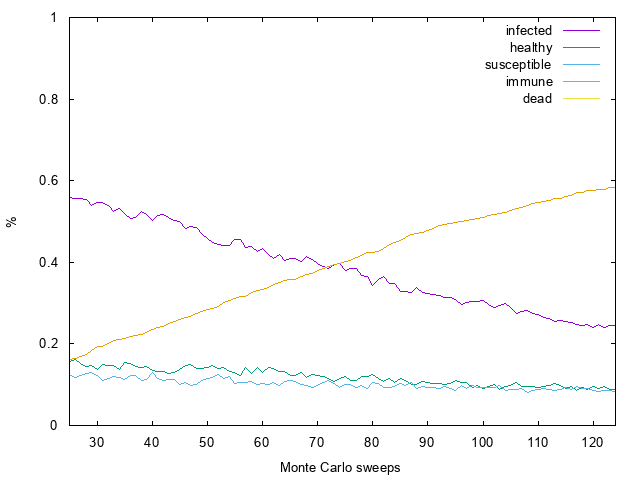 1
0.8
0.6
0.4
0.2
0
%
infected
healthy
susceptible
immune
dead
30 40 50 60 70 80 90 100 110 120
Monte Carlo sweeps